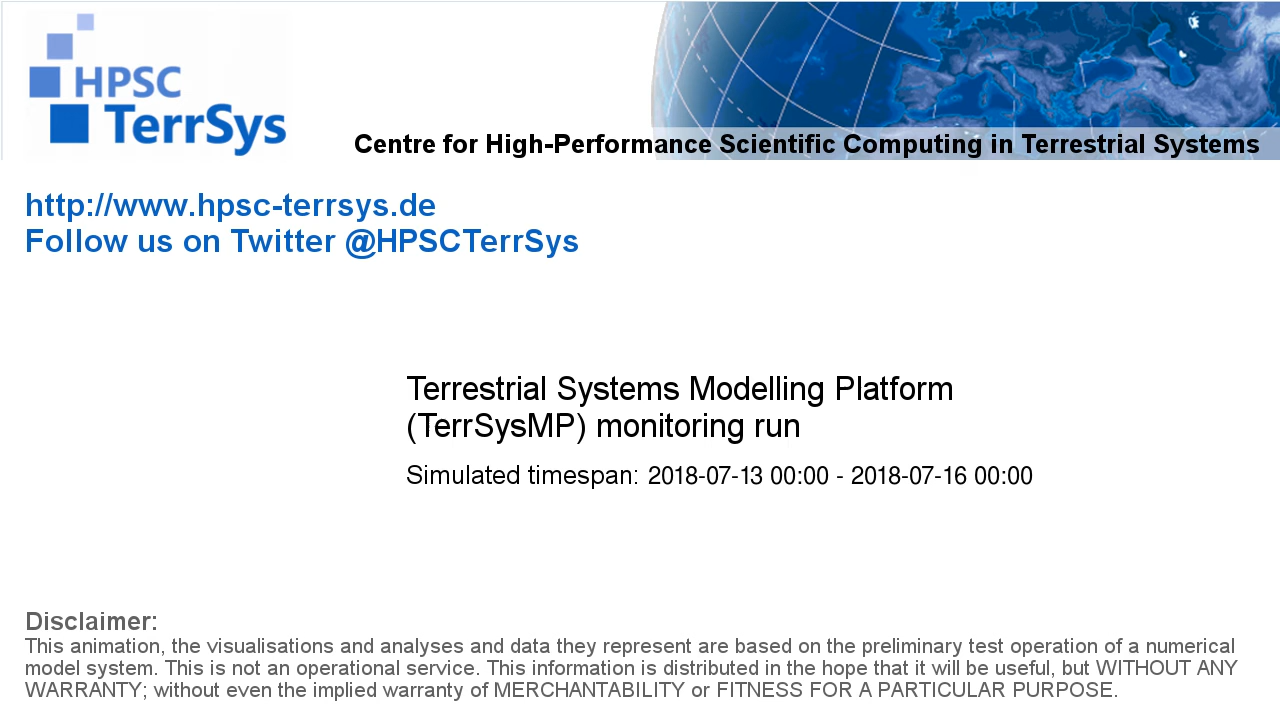 HPSC
TerrSys
Centre for High-Performance Scientific Computing in Terrestrial Systems
http://www.hpsc-terrsys.de
Follow us on Twitter @HPSCTerrSys
Terrestrial Systems Modelling Platform
(TerrSysMP) monitoring run
Simulated timespan: 2018-07-13 00:00 - 2018-07-16 00:00
Disclaimer:
This animation, the visualisations and analyses and data they represent are based on the preliminary test operation of a numerical
model system. This is not an operational service. This information is distributed in the hope that it will be useful, but WITHOUT ANY
WARRANTY; without even the implied warranty of MERCHANTABILITY or FITNESS FOR A PARTICULAR PURPOSE.